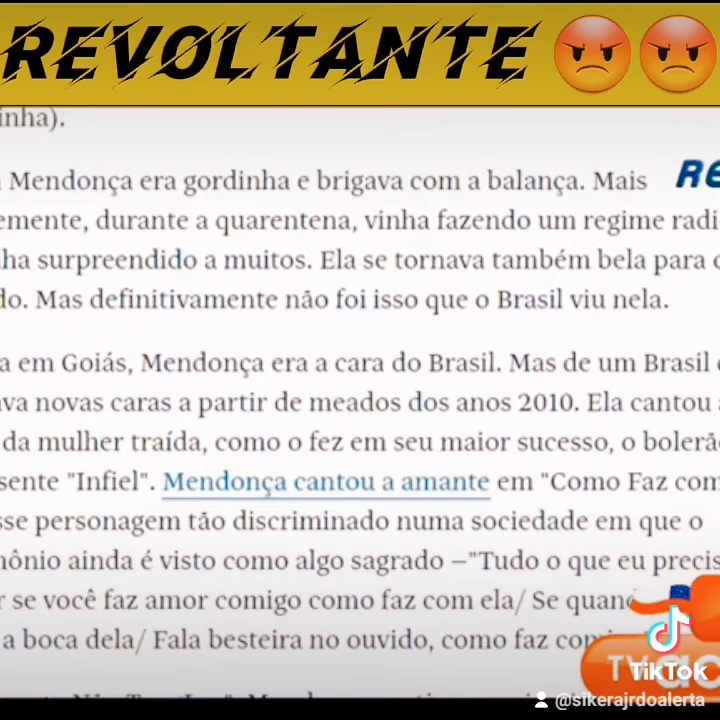 REVOLTANTE 😡😡
inha).
Mendonça era gordinha e brigava com a balança. Mais
emente, durante a quarentena, vinha fazendo um regime radi
ha surpreendido a muitos. Ela se tornava também bela para o
do. Mas definitivamente não foi isso que o Brasil viu nela.
RE
a em Goiás, Mendonça era a cara do Brasil. Mas de um Brasil
va novas caras a partir de meados dos anos 2010. Ela cantou a
da mulher traída, como o fez em seu maior sucesso, o bolerã
sente "Infiel". Mendonça cantou a amante em "Como Faz com
sse personagem tão discriminado numa sociedade em que o
nônio ainda é visto como algo sagrado —"Tudo o que eu precis
r se você faz amor comigo como faz com ela/ Se quand
a boca dela/ Fala besteira no ouvido, como faz com
TV ac
TikTok
@sikerajrdoalerta